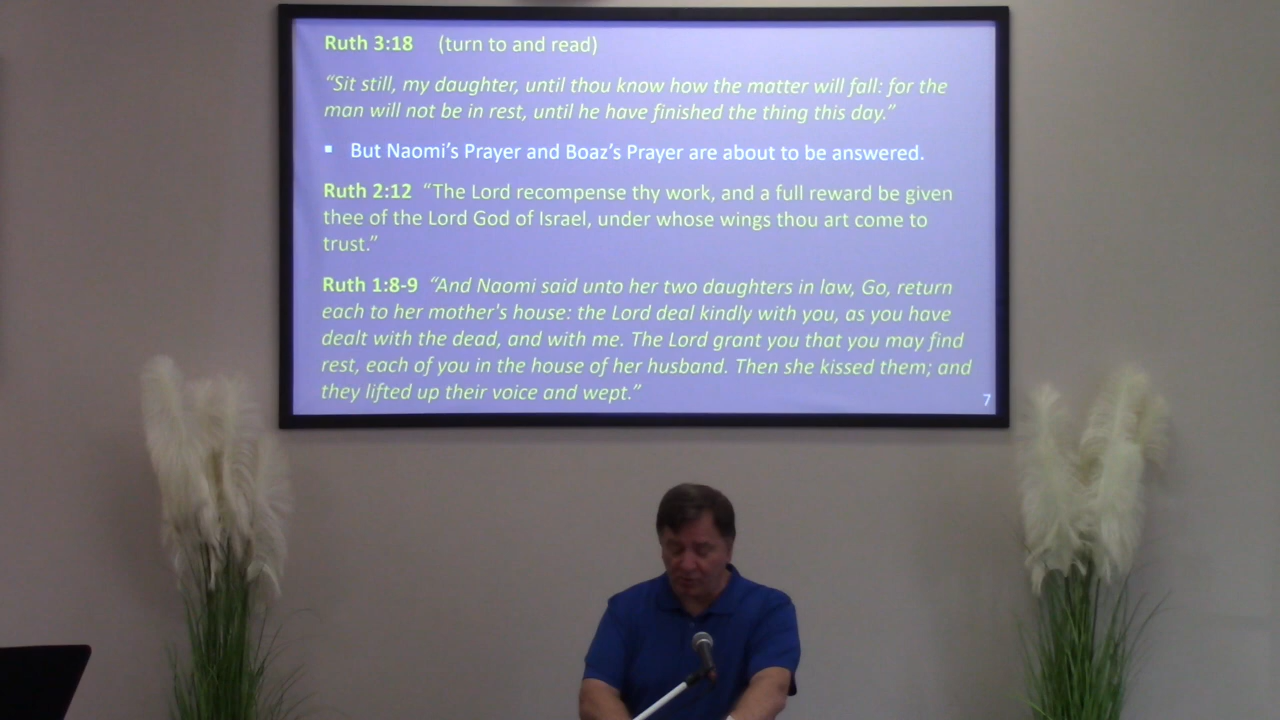 Ruth 3:18 (turn to and read)
“Sit still, my daughter, until thou know how the matter will fall: for the
man will not be in rest, until he have finished the thing this day.”
▪ But Naomi’s Prayer and Boaz’s Prayer are about to be answered.
Ruth 2:12 “The Lord recompense thy work, and a full reward be given
thee of the Lord God of Israel, under whose wings thou art come to
trust.”
Ruth 1:8-9 “And Naomi said unto her two daughters in law, Go, return
each to her mother's house: the Lord deal kindly with you, as you have
dealt with the dead, and with me. The Lord grant you that you may find
rest, each of you in the house of her husband. Then she kissed them; and
they lifted up their voice and wept.”
7